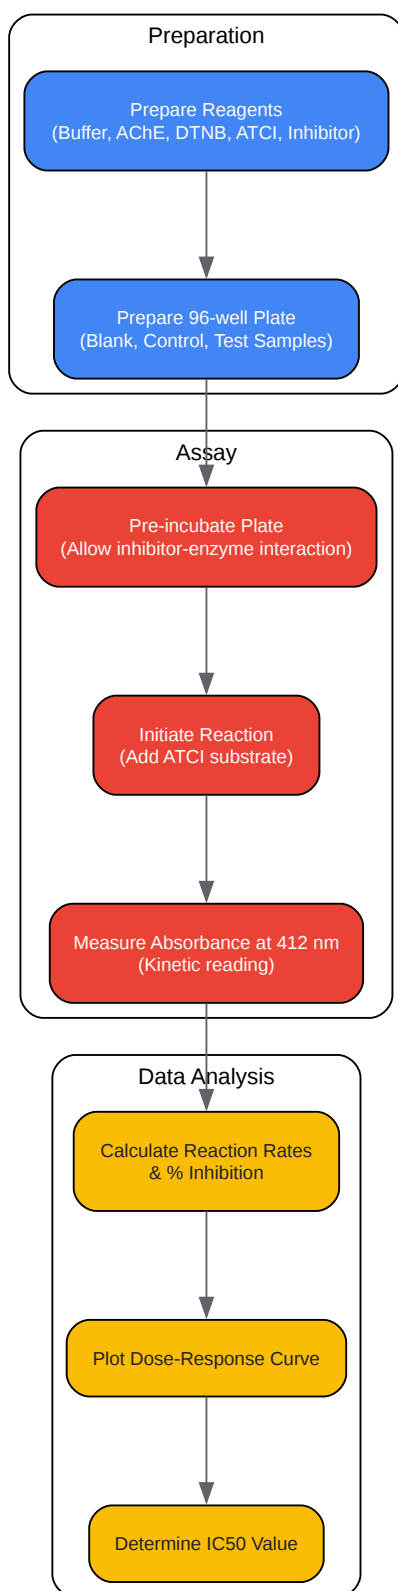 Preparation
Prepare Reagents
(Buffer, AChE, DTNB, ATCI, Inhibitor)
Prepare 96-well Plate
(Blank, Control, Test Samples)
Assay
Pre-incubate Plate
(Allow inhibitor-enzyme interaction)
Initiate Reaction
(Add ATCI substrate)
Measure Absorbance at 412 nm
(Kinetic reading)
Data Analysis
Calculate Reaction Rates
& % Inhibition
Plot Dose-Response Curve
Determine IC50 Value